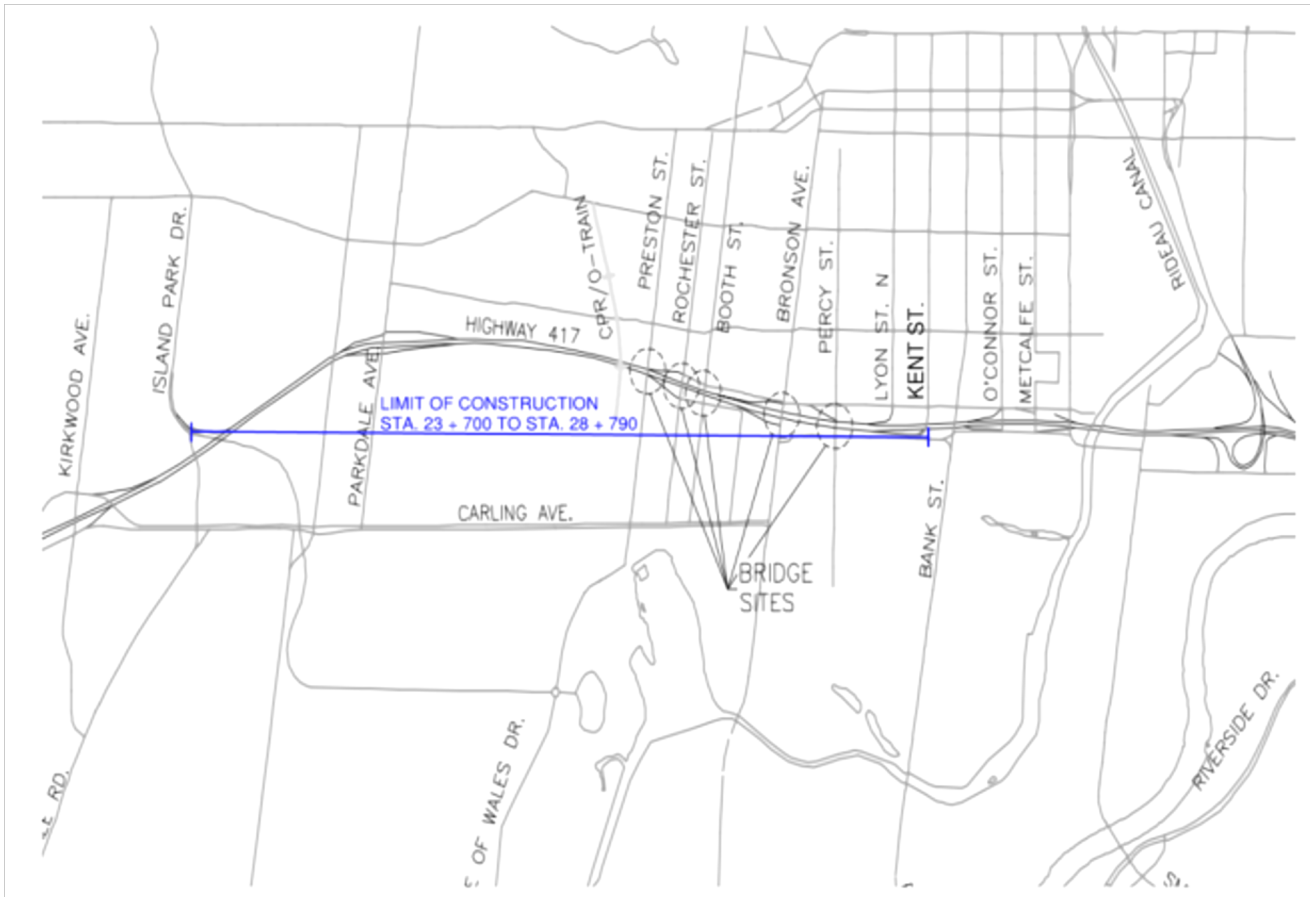 RIDEAU CANAL
PRESTON ST.
ROCHESTER ST.
BRONSON AVE.
ISLAND PARK DR.
CPR/O-TRAIN
BOOTH ST.
PERCY ST.
LYON ST. N
KENT ST.
O'CONNOR ST.
METCALFE ST.
KIRKWOOD AVE.
HIGHWAY 417
PARKDALE AVE.
LIMIT OF CONSTRUCTION
STA. 23 + 700 TO STA. 28 + 790
CARLING AVE.
BANK ST.
BRIDGE
SITES
RIVERSIDE DR.
OF WALES DR.
RD.